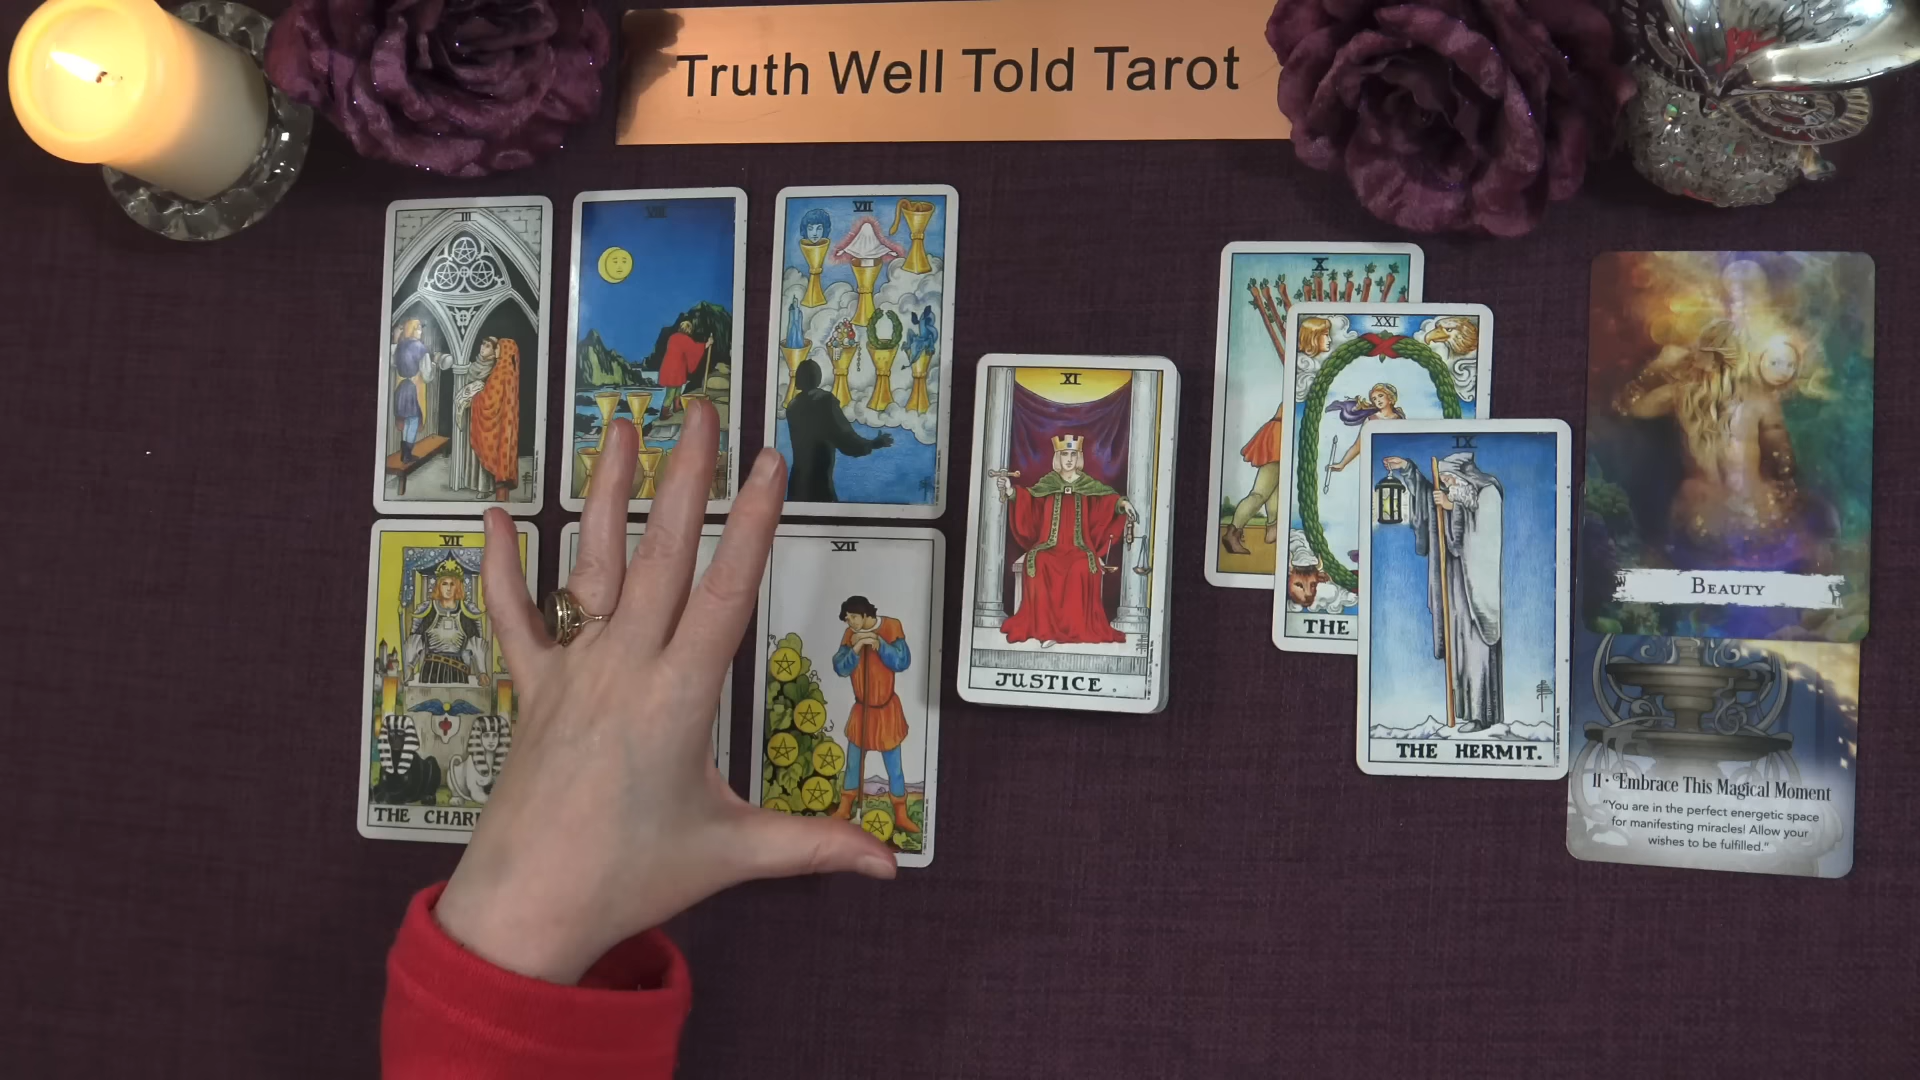 Truth Well Told Tarot
III
VIII
VII
X
XXI
XI
IX
VII
VII
THE CHAR
JUSTICE.
THE
THE HERMIT.
BEAUTY
11 • Embrace This Magical Moment
"You are in the perfect energetic space
for manifesting miracles! Allow your
wishes to be fulfilled."